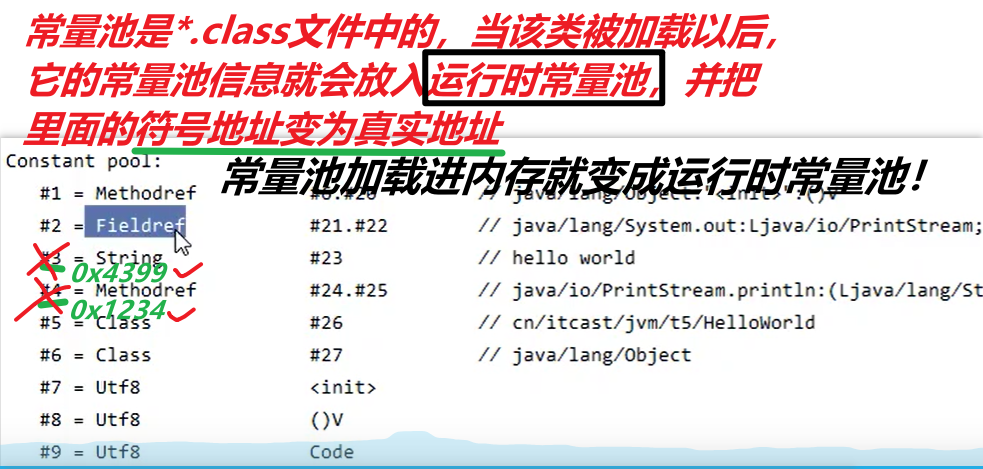 常量池是*.class文件中的，当该类被加载以后，
它的常量池信息就会放入运行时常量池，并把
里面的符号地址变为真实地址
Constant pool:
常量池加载进内存就变成运行时常量池！
#1 = Methodref #6.#20 // java/lang/Object."<init>":()V
#2 = Fieldref #21.#22 // java/lang/System.out:Ljava/io/PrintStream;
#3 = String #23 // hello world
0x4399
#4 = Methodref #24.#25 // java/io/PrintStream.println:(Ljava/lang/St
0x1234
#5 = Class #26 // cn/itcast/jvm/t5/HelloWorld
#6 = Class #27 // java/lang/Object
#7 = Utf8 <init>
#8 = Utf8 ()V
#9 = Utf8 Code